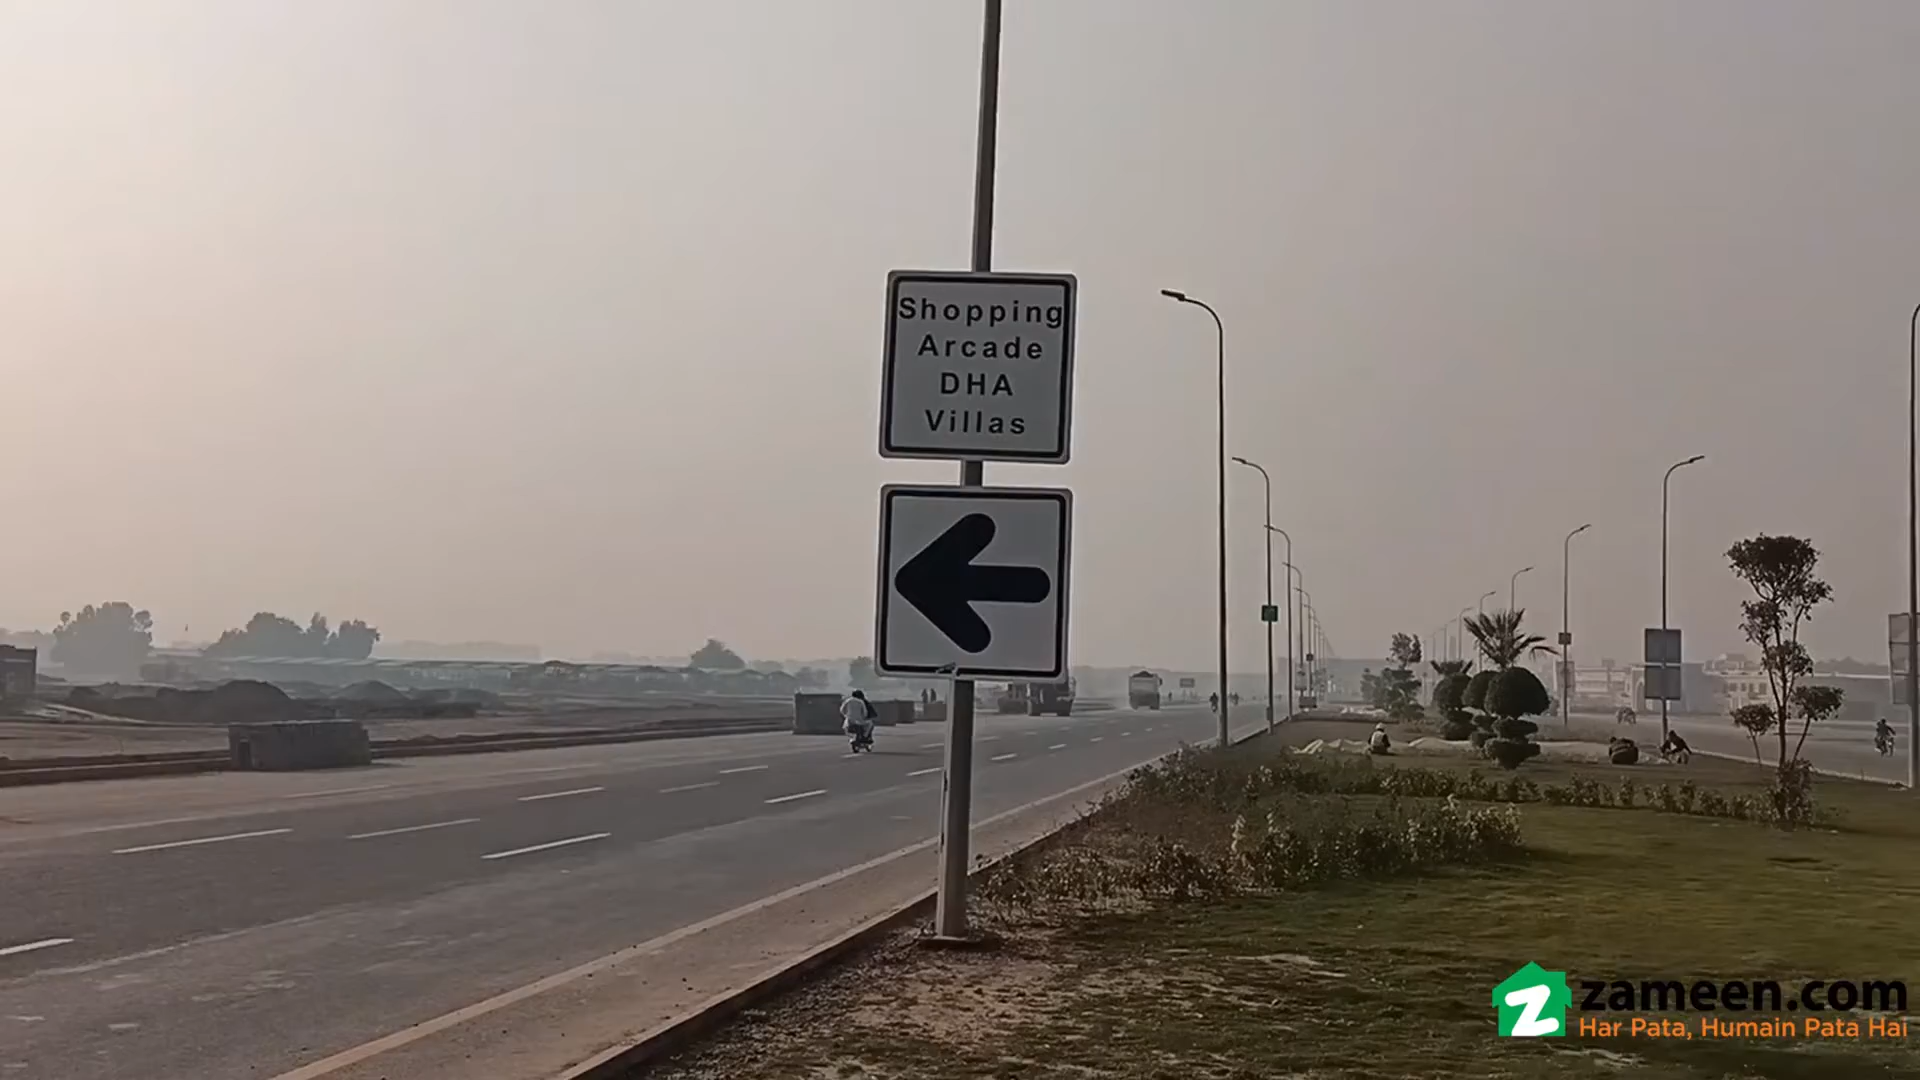 Shopping
Arcade
DHA
Villas
zameen.com
Har Pata, Humain Pata Hai